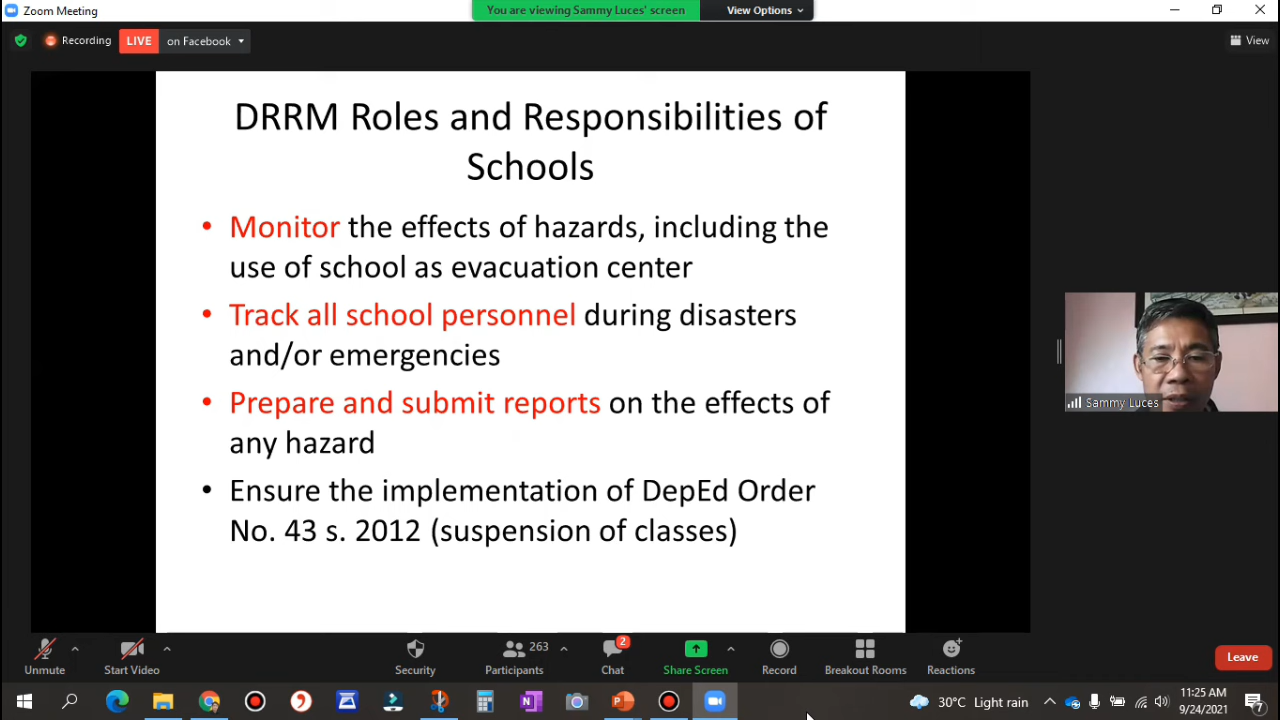 Zoom Meeting
You are viewing Sammy Luces' screen
View Options
Recording
LIVE
on Facebook
View
DRRM Roles and Responsibilities of
Schools
• Monitor the effects of hazards, including the
use of school as evacuation center
• Track all school personnel during disasters
and/or emergencies
• Prepare and submit reports on the effects of
any hazard
• Ensure the implementation of DepEd Order
No. 43 s. 2012 (suspension of classes)
Sammy Luces
Unmute
Start Video
Security
263
Participants
2
Chat
Share Screen
Record
Breakout Rooms
Reactions
Leave
30°C Light rain
11:25 AM
9/24/2021
7